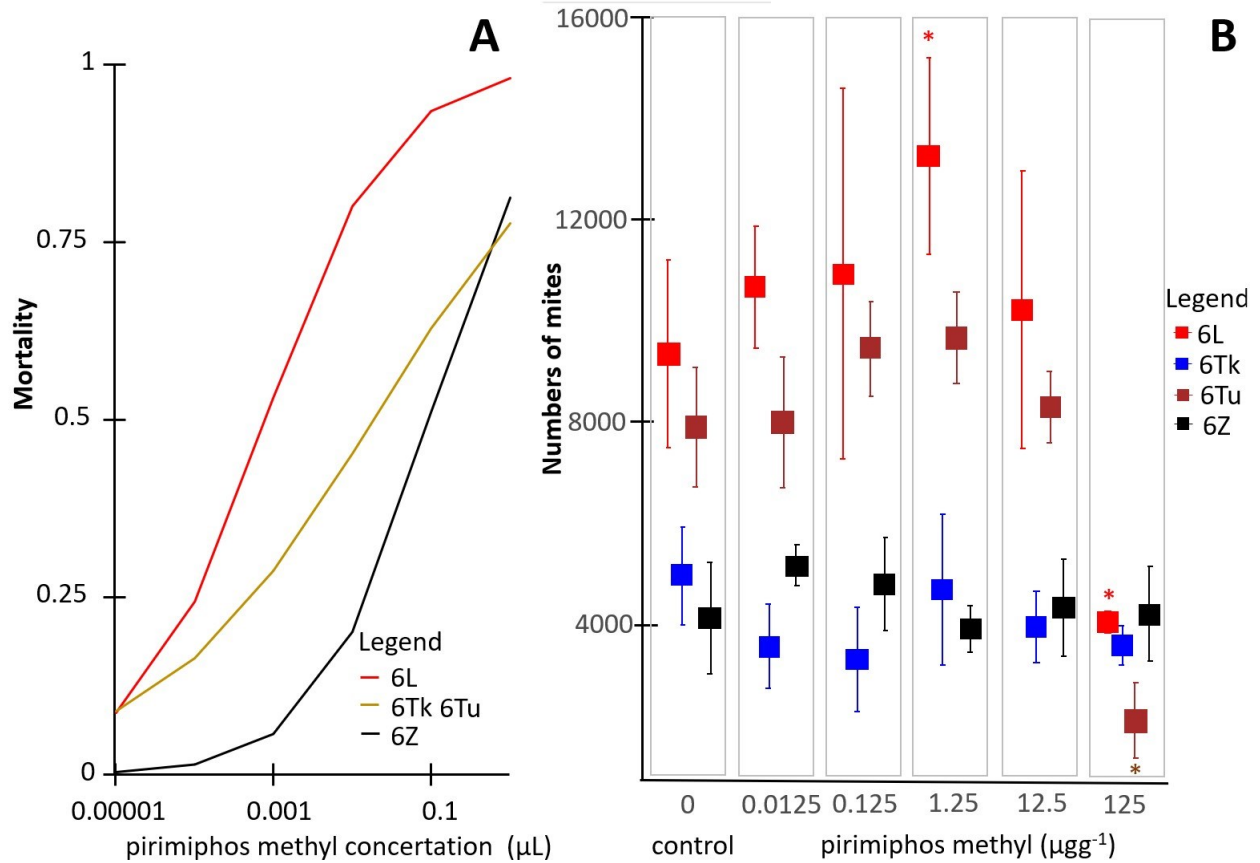 A
1
0.75
0.5
0.25
0
Mortality
0.00001
0.001
0.1
pirimiphos methyl concertation (μL)
Legend
6L
6Tk 6Tu
6Z
B
16000
12000
8000
4000
Numbers of mites
*
*
*
0
0.0125
0.125
1.25
12.5
125
control
pirimiphos methyl (μgg⁻¹)
Legend
6L
6Tk
6Tu
6Z